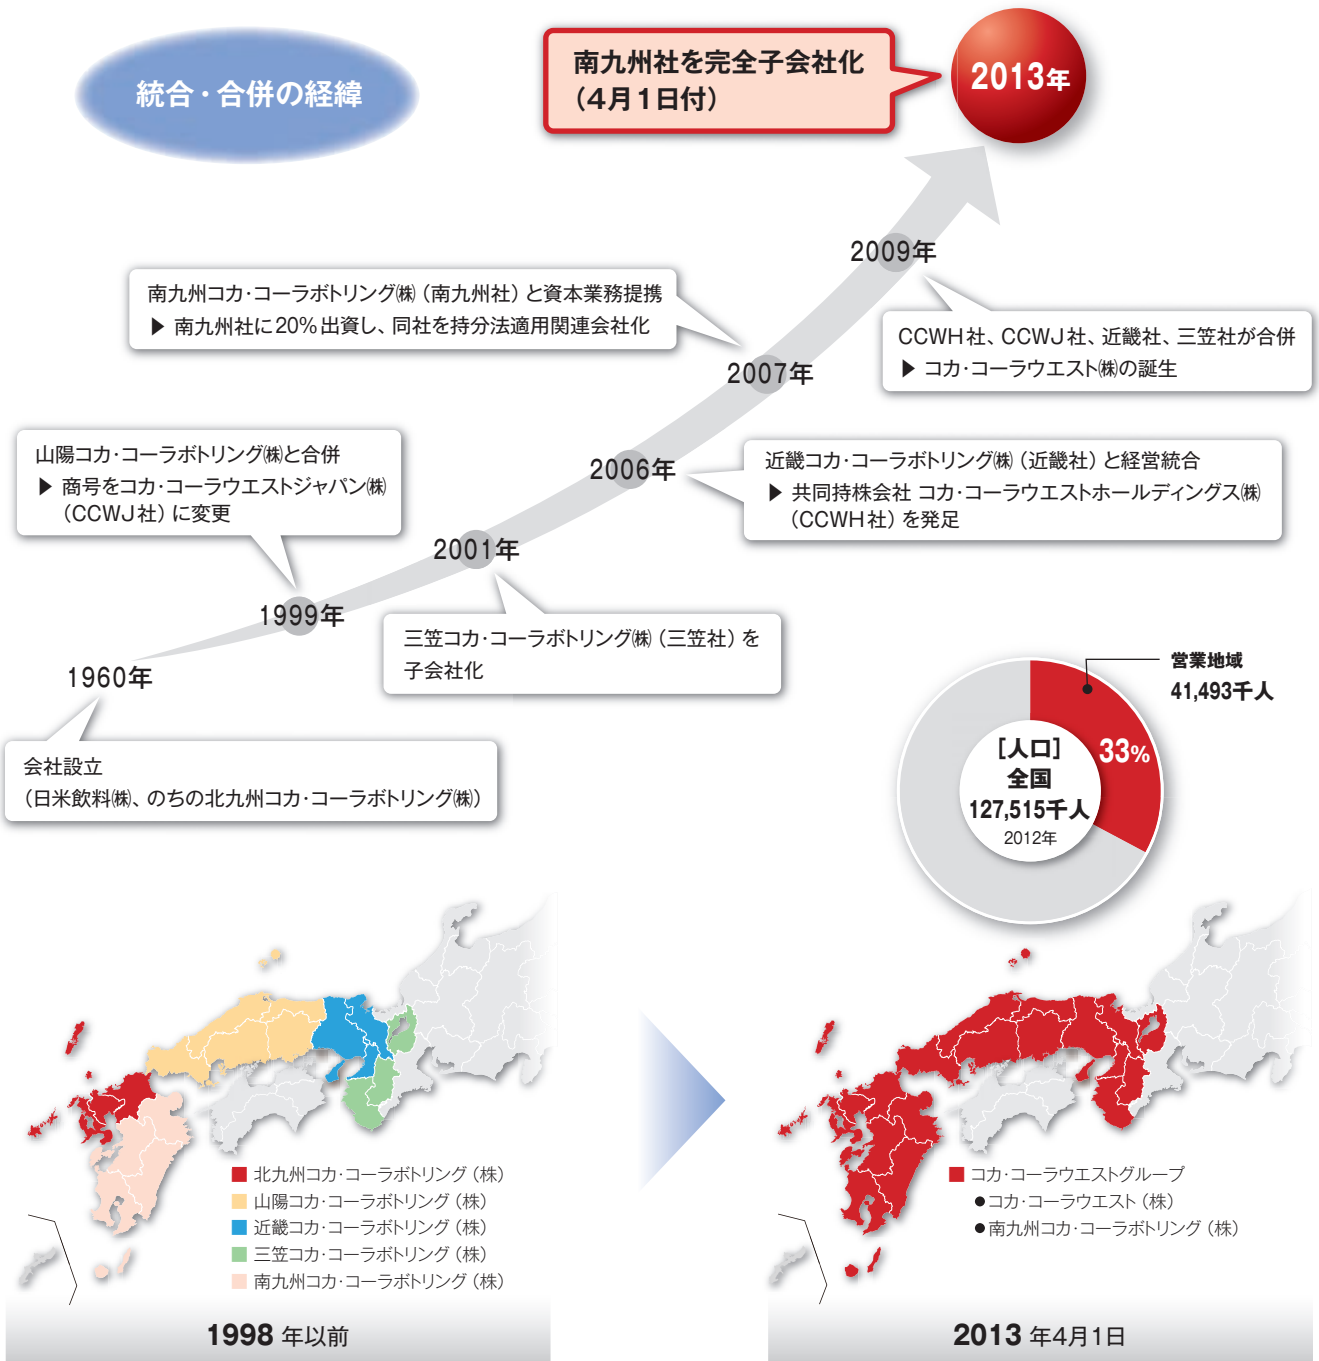 統合・合併の経緯
南九州社を完全子会社化
（4月1日付）
2013年
2009年
南九州コカ・コーラボトリング㈱（南九州社）と資本業務提携
▶ 南九州社に20％出資し、同社を持分法適用関連会社化
CCWH社、CCWJ社、近畿社、三笠社が合併
▶ コカ・コーラウエスト㈱の誕生
2007年
山陽コカ・コーラボトリング㈱と合併
▶ 商号をコカ・コーラウエストジャパン㈱
（CCWJ社）に変更
2006年
近畿コカ・コーラボトリング㈱（近畿社）と経営統合
▶ 共同持株会社 コカ・コーラウエストホールディングス㈱
（CCWH社）を発足
2001年
1999年
三笠コカ・コーラボトリング㈱（三笠社）を
子会社化
1960年
会社設立
（日米飲料㈱、のちの北九州コカ・コーラボトリング㈱）
営業地域
41,493千人
33%
［人口］
全国
127,515千人
2012年
北九州コカ・コーラボトリング（株）
山陽コカ・コーラボトリング（株）
近畿コカ・コーラボトリング（株）
三笠コカ・コーラボトリング（株）
南九州コカ・コーラボトリング（株）
1998 年以前
コカ・コーラウエストグループ
●コカ・コーラウエスト（株）
●南九州コカ・コーラボトリング（株）
2013 年4月1日